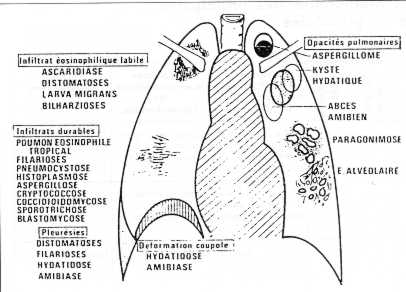 Infiltrat éosinophilique labile
ASCARIDIASE
DISTOMATOSES
LARVA MIGRANS
BILHARZIOSES
Infiltrats durables
POUMON EOSINOPHILE
TROPICAL
FILARIOSES
PNEUMOCYSTOSE
HISTOPLASMOSE
ASPERGILLOSE
CRYPTOCOCCOSE
COCCIDIOIDOMYCOSE
SPOROTRICHOSE
BLASTOMYCOSE
Pleurésies
DISTOMATOSES
FILARIOSES
HYDATIDOSE
AMIBIASE
Déformation coupole
HYDATIDOSE
AMIBIASE
Opacités pulmonaires
ASPERGILLOME
KYSTE
HYDATIQUE
ABCES
AMIBIEN
PARAGONIMOSE
E. ALVÉOLAIRE